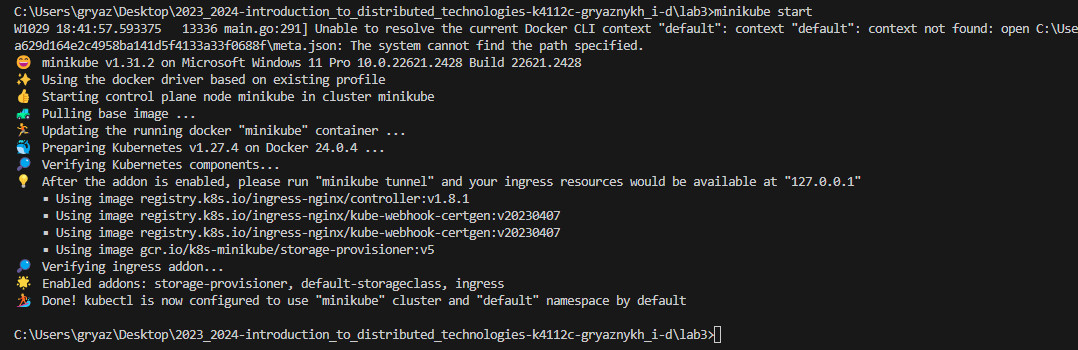 C:\Users\gryaz\Desktop\2023_2024-introduction_to_distributed_technologies-k4112c-gryaznykh_i-d\lab3>minikube start
W1029 18:41:57.593375   13336 main.go:291] Unable to resolve the current Docker CLI context "default": context "default": context not found: open C:\Use
a629d164e2c4958ba141d5f4133a33f0688f\meta.json: The system cannot find the path specified.
😄  minikube v1.31.2 on Microsoft Windows 11 Pro 10.0.22621.2428 Build 22621.2428
✨  Using the docker driver based on existing profile
👍  Starting control plane node minikube in cluster minikube
🚜  Pulling base image ...
🏃  Updating the running docker "minikube" container ...
🐳  Preparing Kubernetes v1.27.4 on Docker 24.0.4 ...
🔎  Verifying Kubernetes components...
💡  After the addon is enabled, please run "minikube tunnel" and your ingress resources would be available at "127.0.0.1"
    ▪ Using image registry.k8s.io/ingress-nginx/controller:v1.8.1
    ▪ Using image registry.k8s.io/ingress-nginx/kube-webhook-certgen:v20230407
    ▪ Using image registry.k8s.io/ingress-nginx/kube-webhook-certgen:v20230407
    ▪ Using image gcr.io/k8s-minikube/storage-provisioner:v5
🔎  Verifying ingress addon...
🌟  Enabled addons: storage-provisioner, default-storageclass, ingress
🏄  Done! kubectl is now configured to use "minikube" cluster and "default" namespace by default
C:\Users\gryaz\Desktop\2023_2024-introduction_to_distributed_technologies-k4112c-gryaznykh_i-d\lab3>